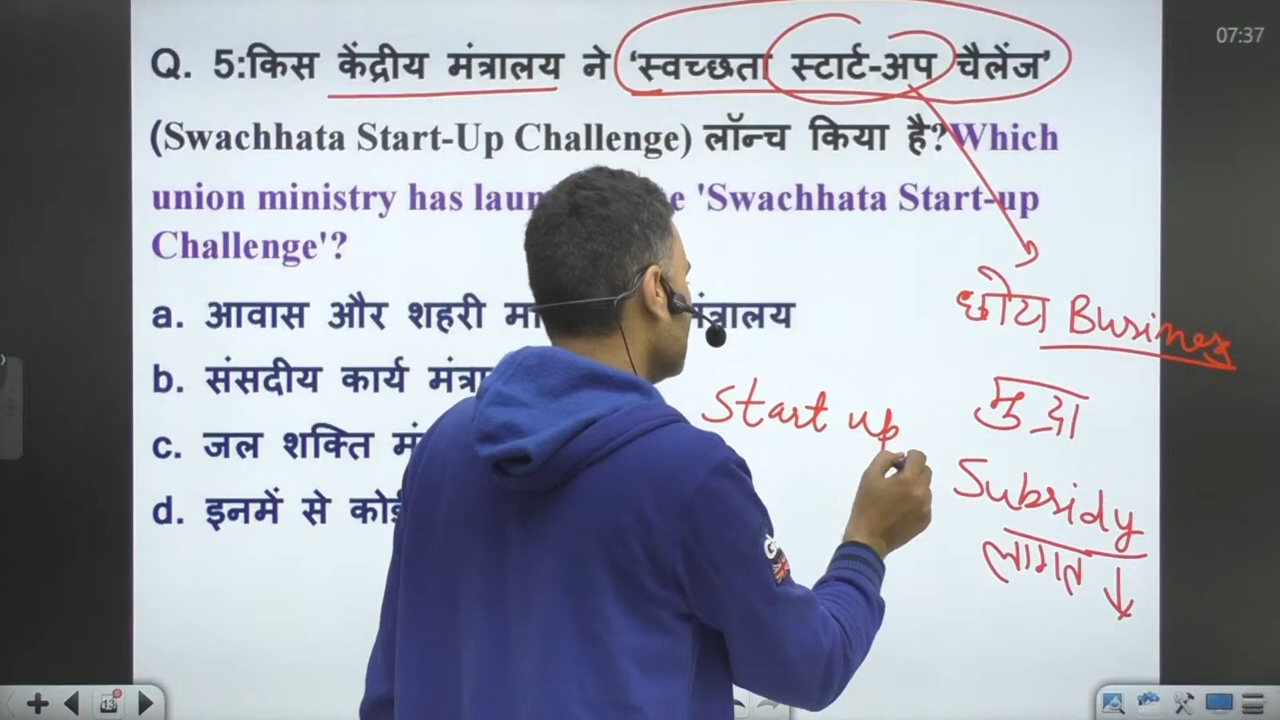 07:37
Q. 5:किस केंद्रीय मंत्रालय ने ‘स्वच्छता स्टार्ट-अप चैलेंज’
(Swachhata Start-Up Challenge) लॉन्च किया है?Which
union ministry has 'Swachhata Start-up
Challenge'?
a. आवास और शहरी मंत्रालय
b. संसदीय कार्य
c. जल शक्ति
d. इनमें से कोई
छोटा Business
Start up
मुद्रा
Subsidy
लागत ↓
13